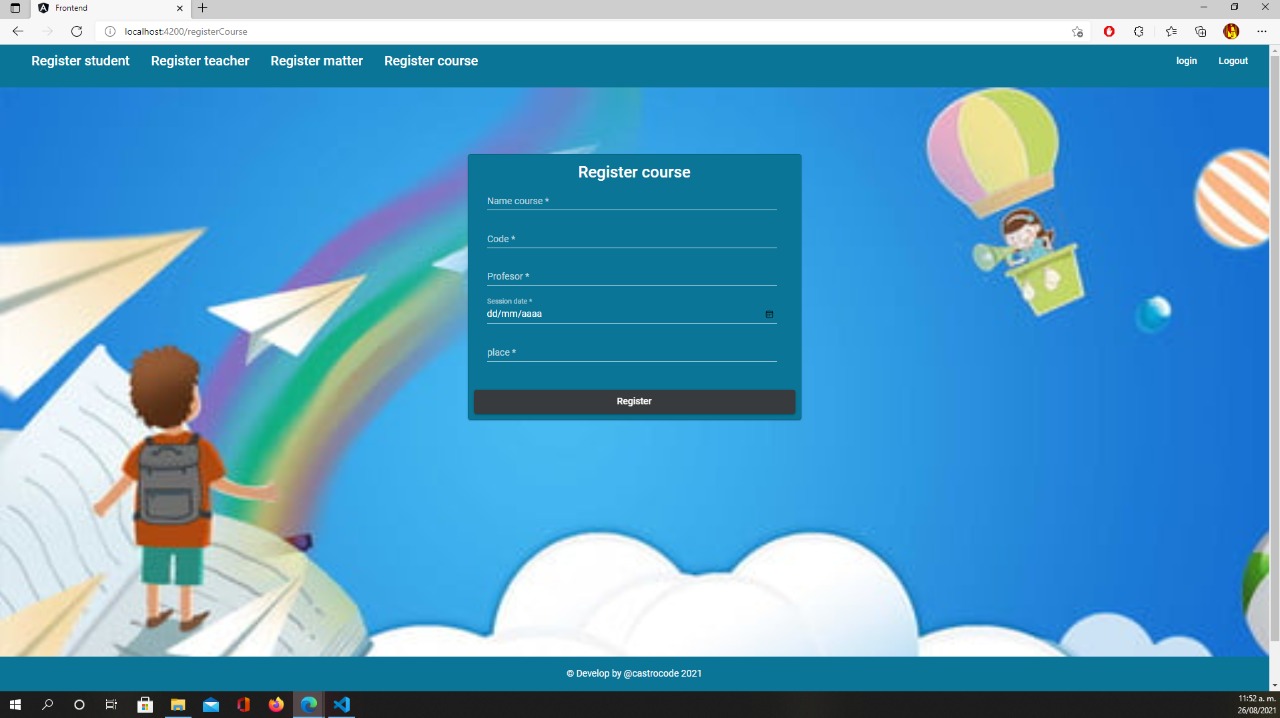 Frontend
localhost:4200/registerCourse
Register student Register teacher Register matter Register course login Logout
Register course
Name course *
Code *
Profesor *
Session date *
dd/mm/aaaa
place *
Register
© Develop by @castrocode 2021
11:52 a. m.
26/08/2021